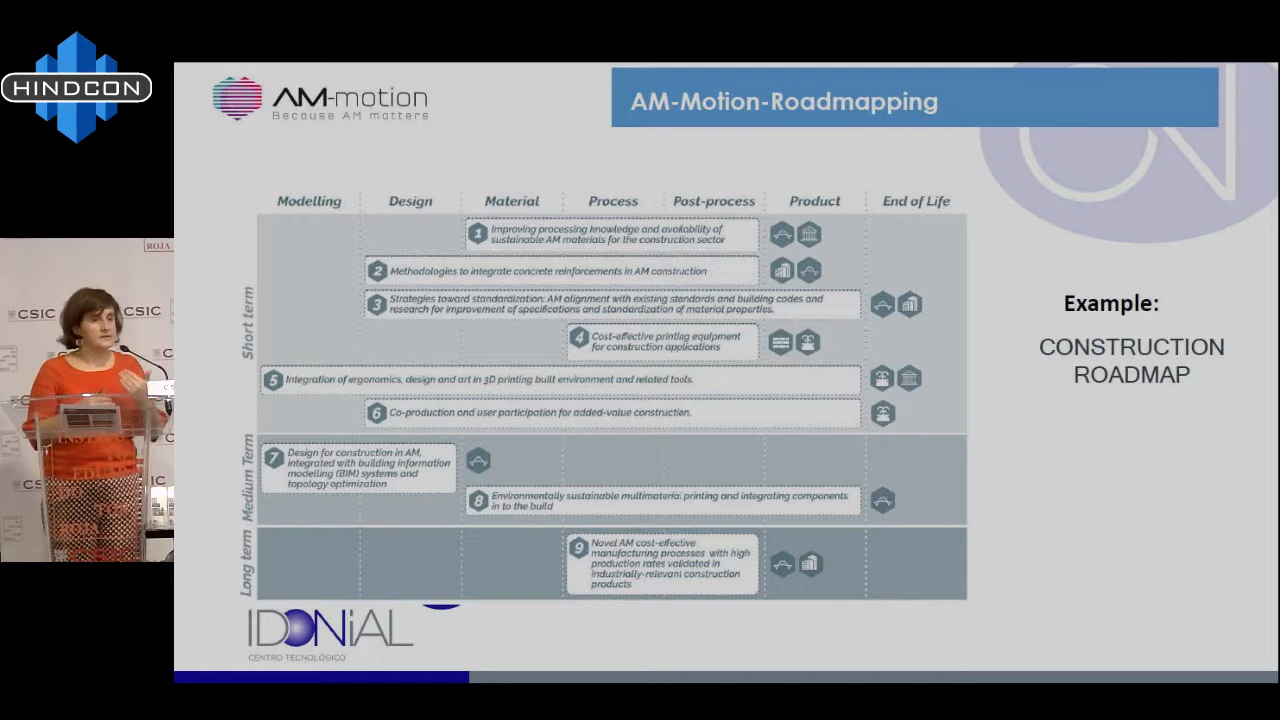 HINDCON
AM-motion
Because AM matters
AM-Motion-Roadmapping
Modelling Design Material Process Post-process Product End of Life
Short term
1 Improving processing knowledge and availability of
sustainable AM materials for the construction sector
2 Methodologies to integrate concrete reinforcements in AM construction
3 Strategies toward standardization: AM alignment with existing standards and building codes and
research for improvement of specifications and standardization of material properties.
4 Cost-effective printing equipment
for construction applications
5 Integration of ergonomics, design and art in 3D printing built environment and related tools.
6 Co-production and user participation for added-value construction.
Medium Term
7 Design for construction in AM,
integrated with building information
modelling (BIM) systems and
topology optimization
8 Environmentally sustainable multimaterial printing and integrating components
in to the build
Long term
9 Novel AM cost-effective
manufacturing processes with high
production rates validated in
industrially-relevant construction
products
Example:
CONSTRUCTION
ROADMAP
IDONiAL
CENTRO TECNOLÓGICO
ROJA
CSIC
CSIC